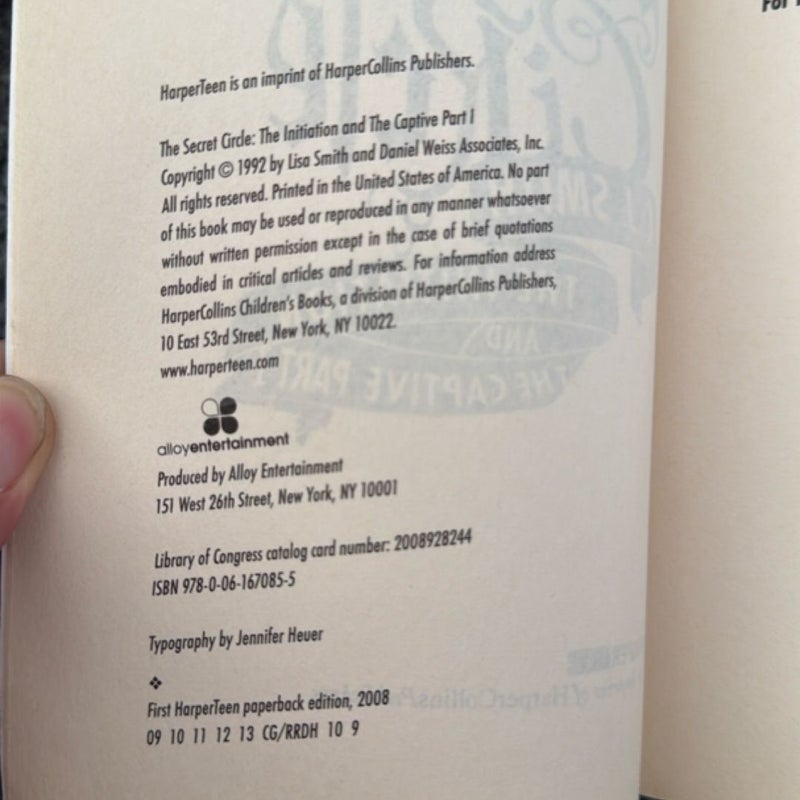 HarperTeen is an imprint of HarperCollins Publishers.
The Secret Circle: The Initiation and The Captive Part I
Copyright © 1992 by Lisa Smith and Daniel Weiss Associates, Inc.
All rights reserved. Printed in the United States of America. No part
of this book may be used or reproduced in any manner whatsoever
without written permission except in the case of brief quotations
embodied in critical articles and reviews. For information address
HarperCollins Children's Books, a division of HarperCollins Publishers,
10 East 53rd Street, New York, NY 10022.
www.harperteen.com
alloyentertainment
Produced by Alloy Entertainment
151 West 26th Street, New York, NY 10001
Library of Congress catalog card number: 2008928244
ISBN 978-0-06-167085-5
Typography by Jennifer Heuer
❖
First HarperTeen paperback edition, 2008
09 10 11 12 13 CG/RRDH 10 9
For